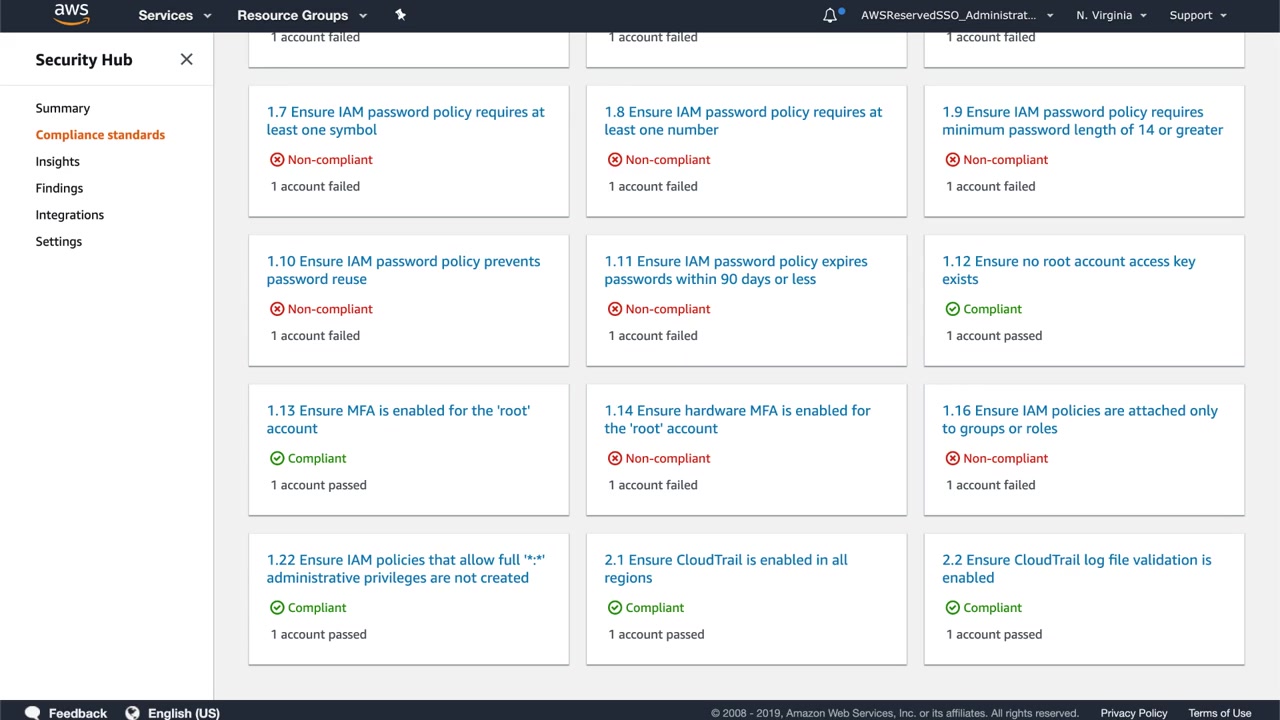 aws
Services
Resource Groups
AWSReservedSSO_Administrat...
N. Virginia
Support
Security Hub
Summary
Compliance standards
Insights
Findings
Integrations
Settings
1 account failed
1 account failed
1 account failed
1.7 Ensure IAM password policy requires at
least one symbol
Non-compliant
1 account failed
1.8 Ensure IAM password policy requires at
least one number
Non-compliant
1 account failed
1.9 Ensure IAM password policy requires
minimum password length of 14 or greater
Non-compliant
1 account failed
1.10 Ensure IAM password policy prevents
password reuse
Non-compliant
1 account failed
1.11 Ensure IAM password policy expires
passwords within 90 days or less
Non-compliant
1 account failed
1.12 Ensure no root account access key
exists
Compliant
1 account passed
1.13 Ensure MFA is enabled for the 'root'
account
Compliant
1 account passed
1.14 Ensure hardware MFA is enabled for
the 'root' account
Non-compliant
1 account failed
1.16 Ensure IAM policies are attached only
to groups or roles
Non-compliant
1 account failed
1.22 Ensure IAM policies that allow full '*:*'
administrative privileges are not created
Compliant
1 account passed
2.1 Ensure CloudTrail is enabled in all
regions
Compliant
1 account passed
2.2 Ensure CloudTrail log file validation is
enabled
Compliant
1 account passed
Feedback
English (US)
© 2008 - 2019, Amazon Web Services, Inc. or its affiliates. All rights reserved.
Privacy Policy
Terms of Use